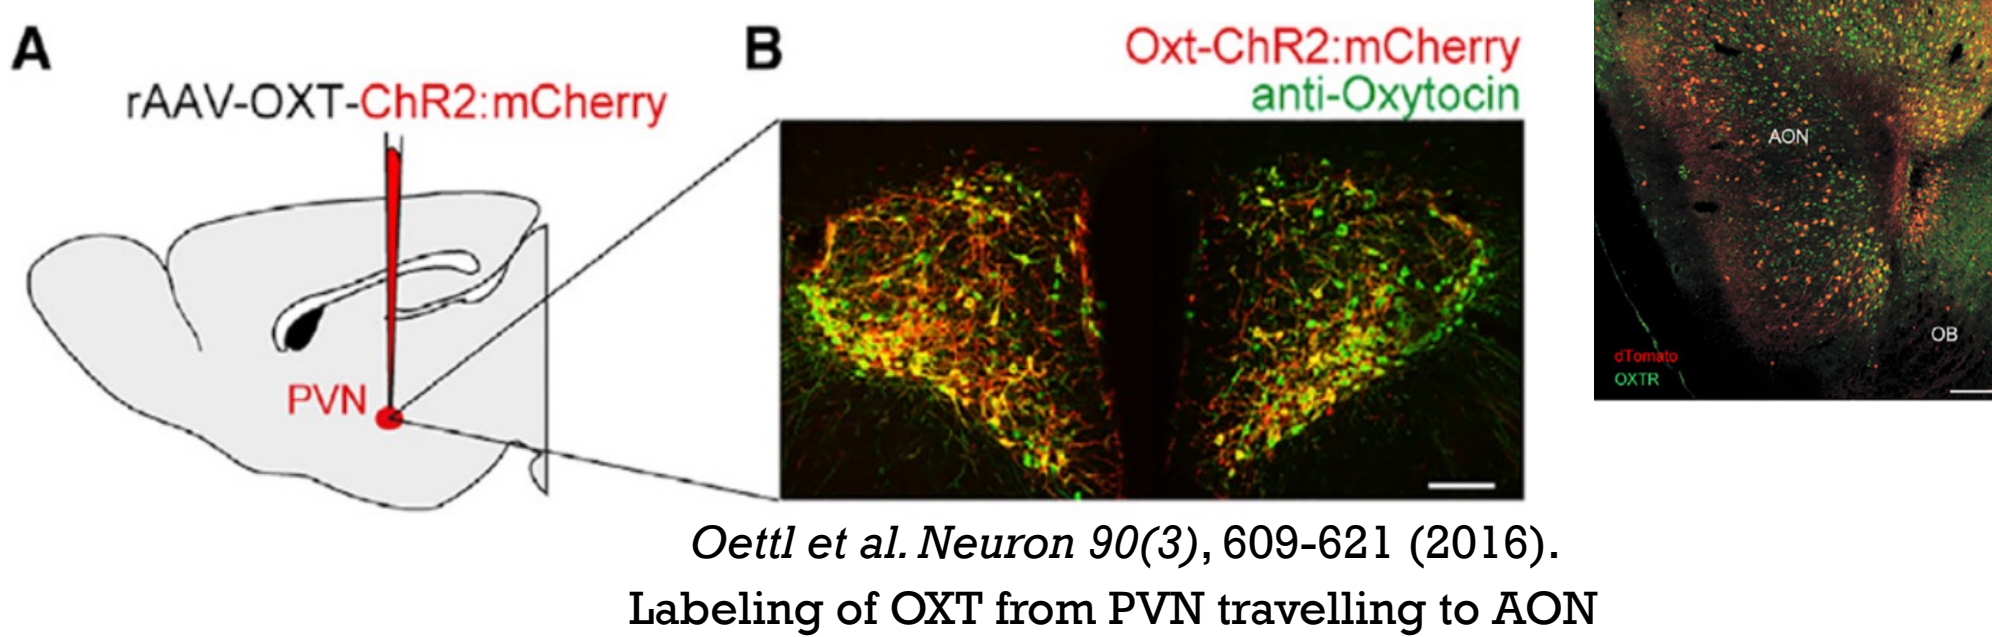 A
rAAV-OXT-ChR2:mCherry
PVN
B
Oxt-ChR2:mCherry
anti-Oxytocin
AON
OB
dTomato
OXTR
Oettl et al. Neuron 90(3), 609-621 (2016).
Labeling of OXT from PVN travelling to AON